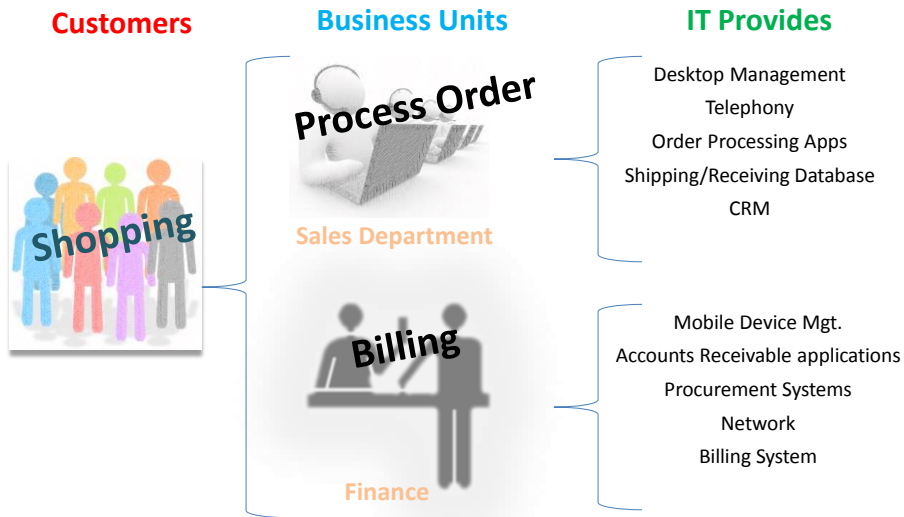 Customers
Business Units
IT Provides
Shopping
Process Order
Sales Department
Desktop Management
Telephony
Order Processing Apps
Shipping/Receiving Database
CRM
Billing
Finance
Mobile Device Mgt.
Accounts Receivable applications
Procurement Systems
Network
Billing System